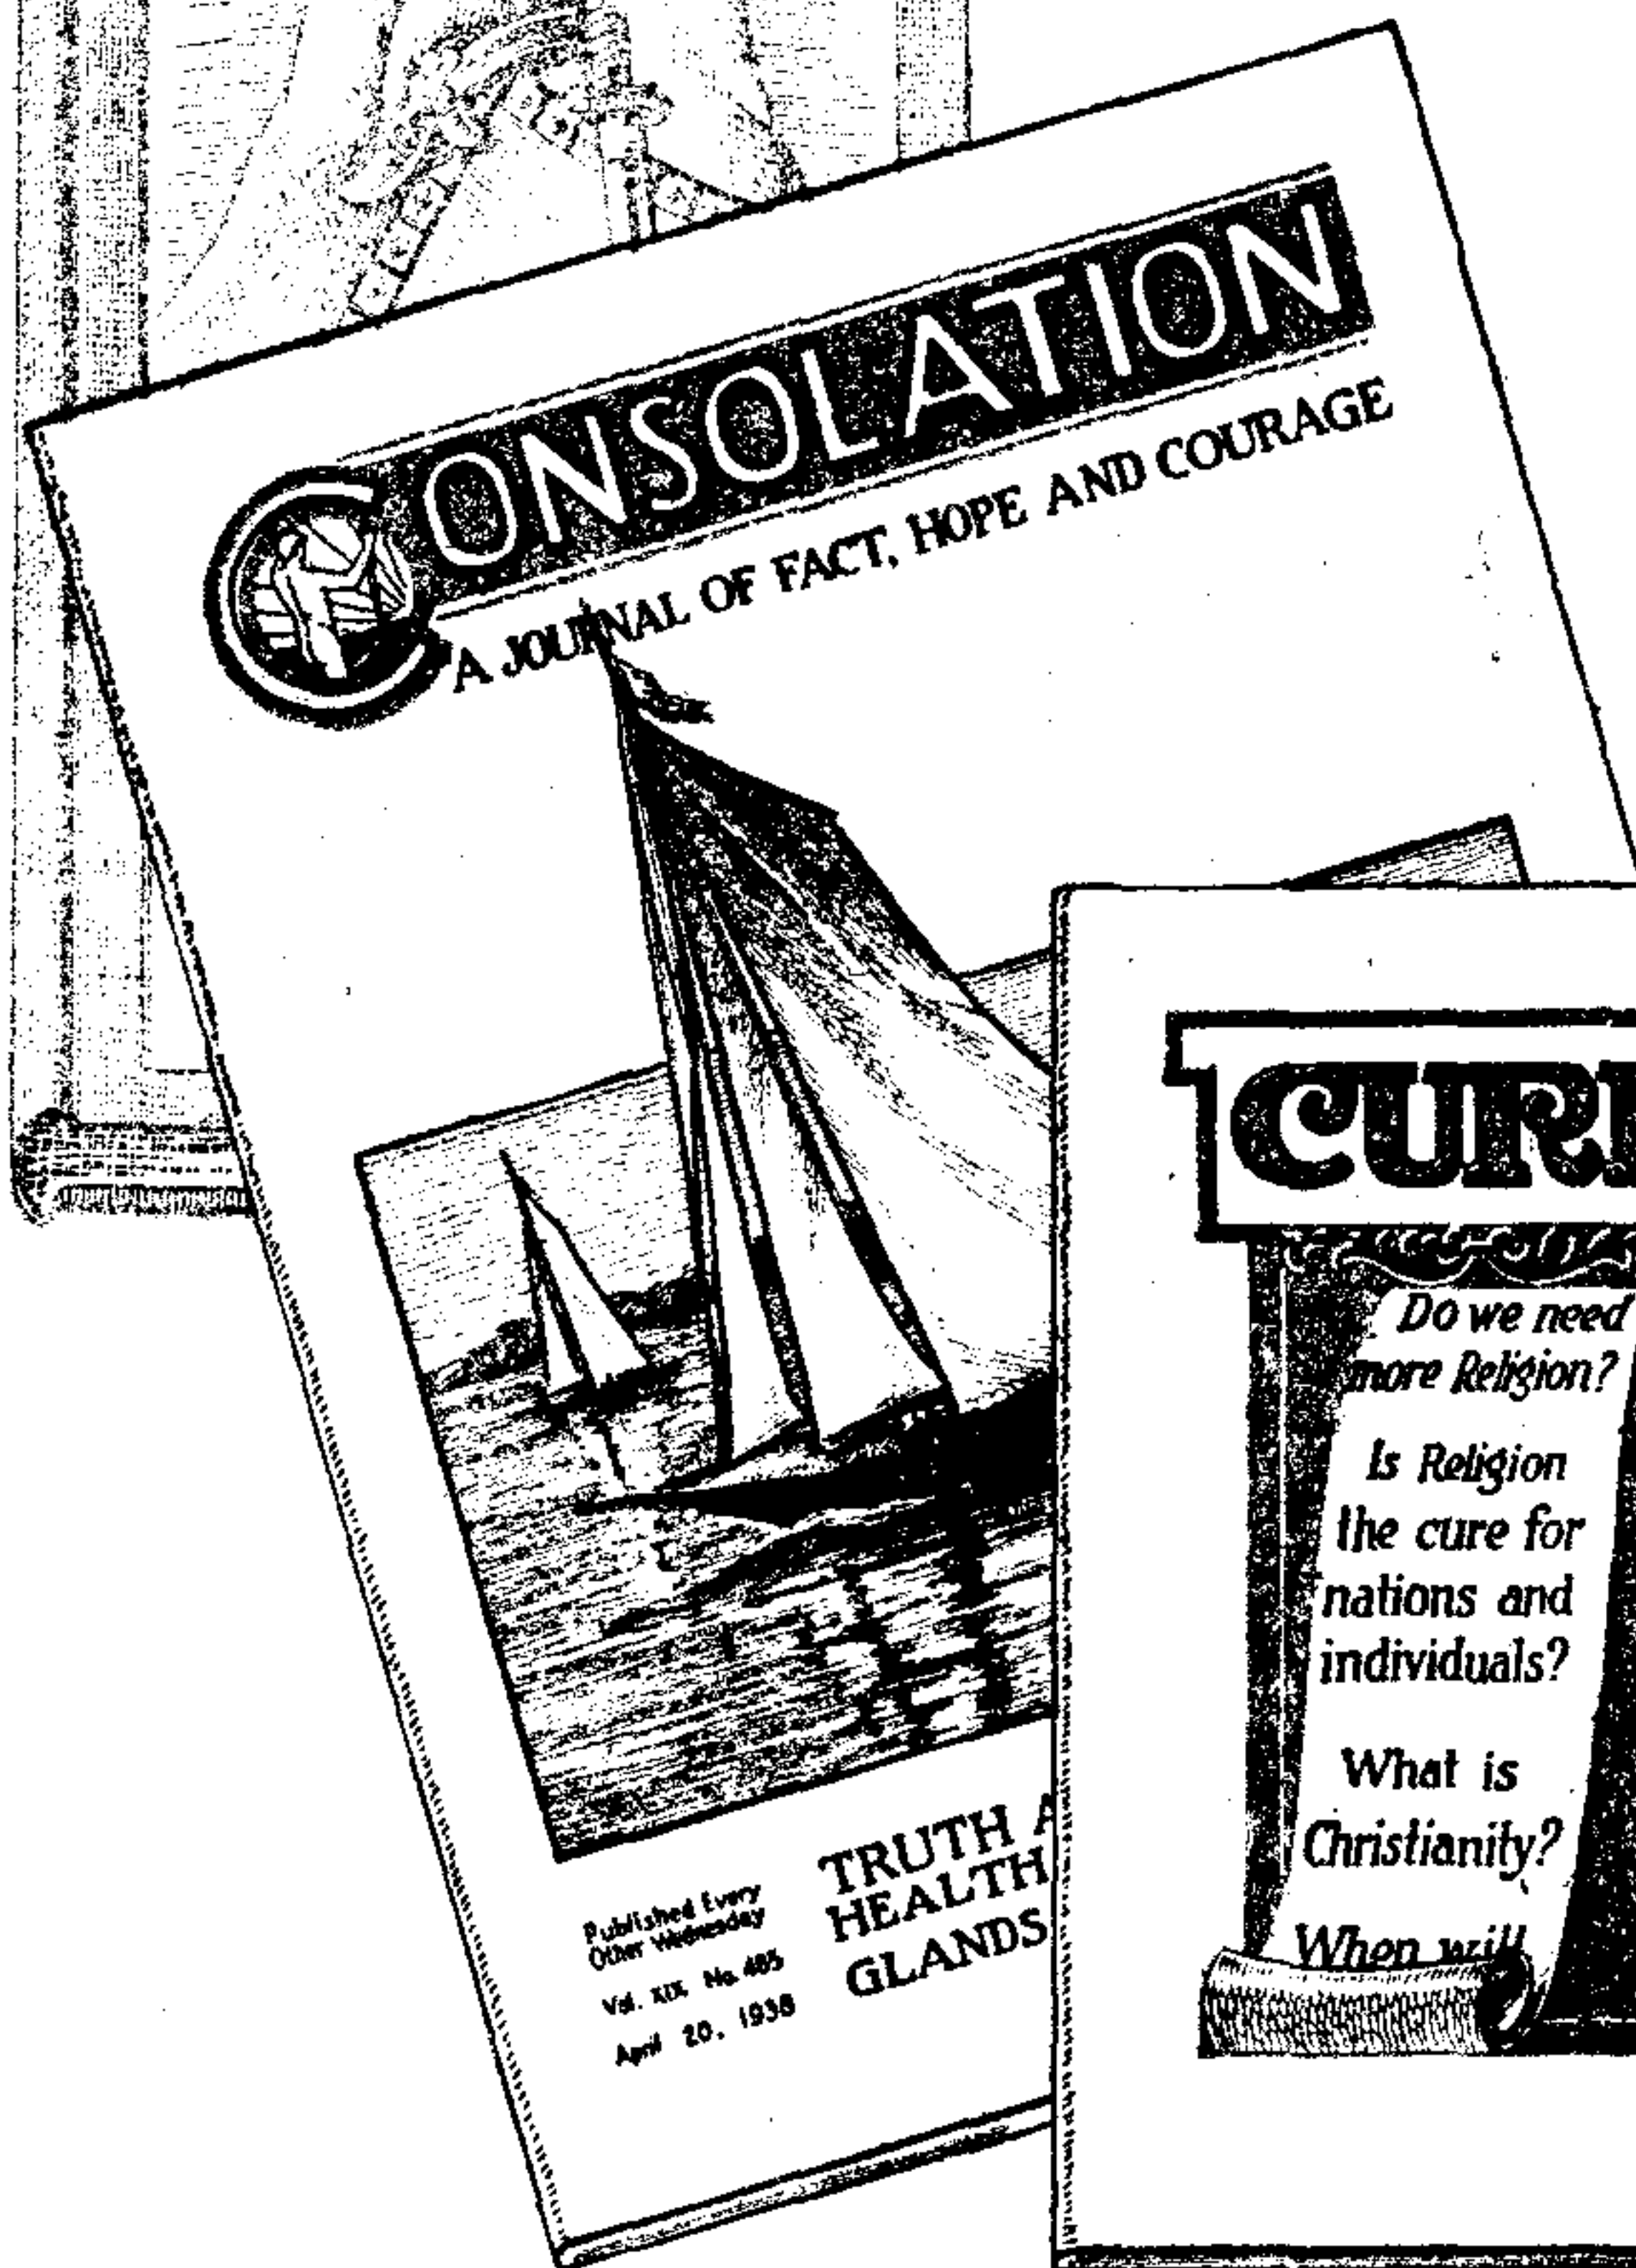 CONSOLATION
A JOURNAL OF FACT, HOPE AND COURAGE
Published Every
Other Wednesday
Vol. XIX No. 485
April 20, 1938
TRUTH A
HEALTH
GLANDS
CUR
Do we need
more Religion?
Is Religion
the cure for
nations and
individuals?
What is
Christianity?
When will